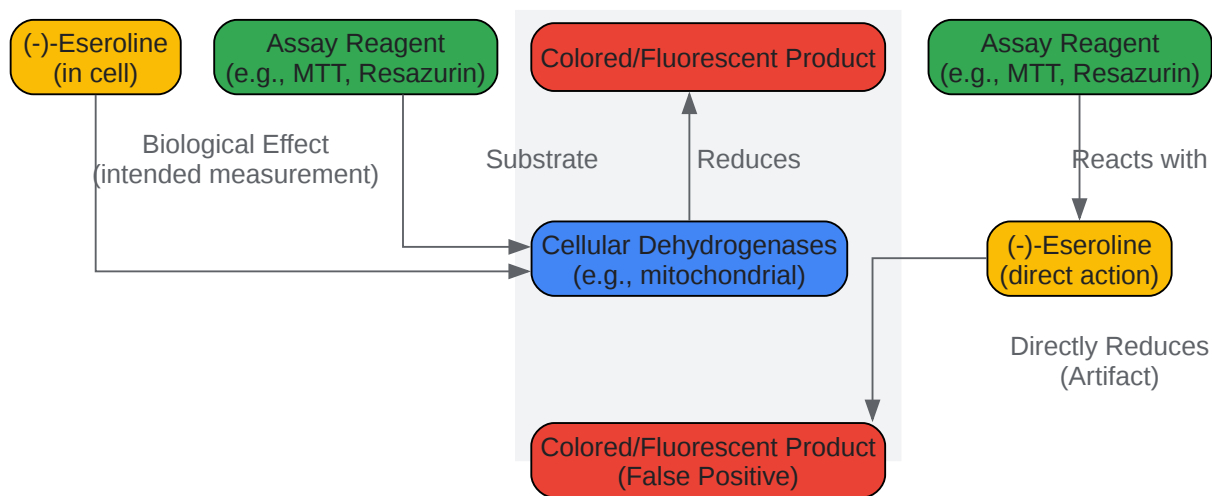 (-)-Eseroline
(in cell)
Assay Reagent
(e.g., MTT, Resazurin)
Colored/Fluorescent Product
Assay Reagent
(e.g., MTT, Resazurin)
Biological Effect
(intended measurement)
Substrate
Reduces
Reacts with
Cellular Dehydrogenases
(e.g., mitochondrial)
(-)-Eseroline
(direct action)
Directly Reduces
(Artifact)
Colored/Fluorescent Product
(False Positive)